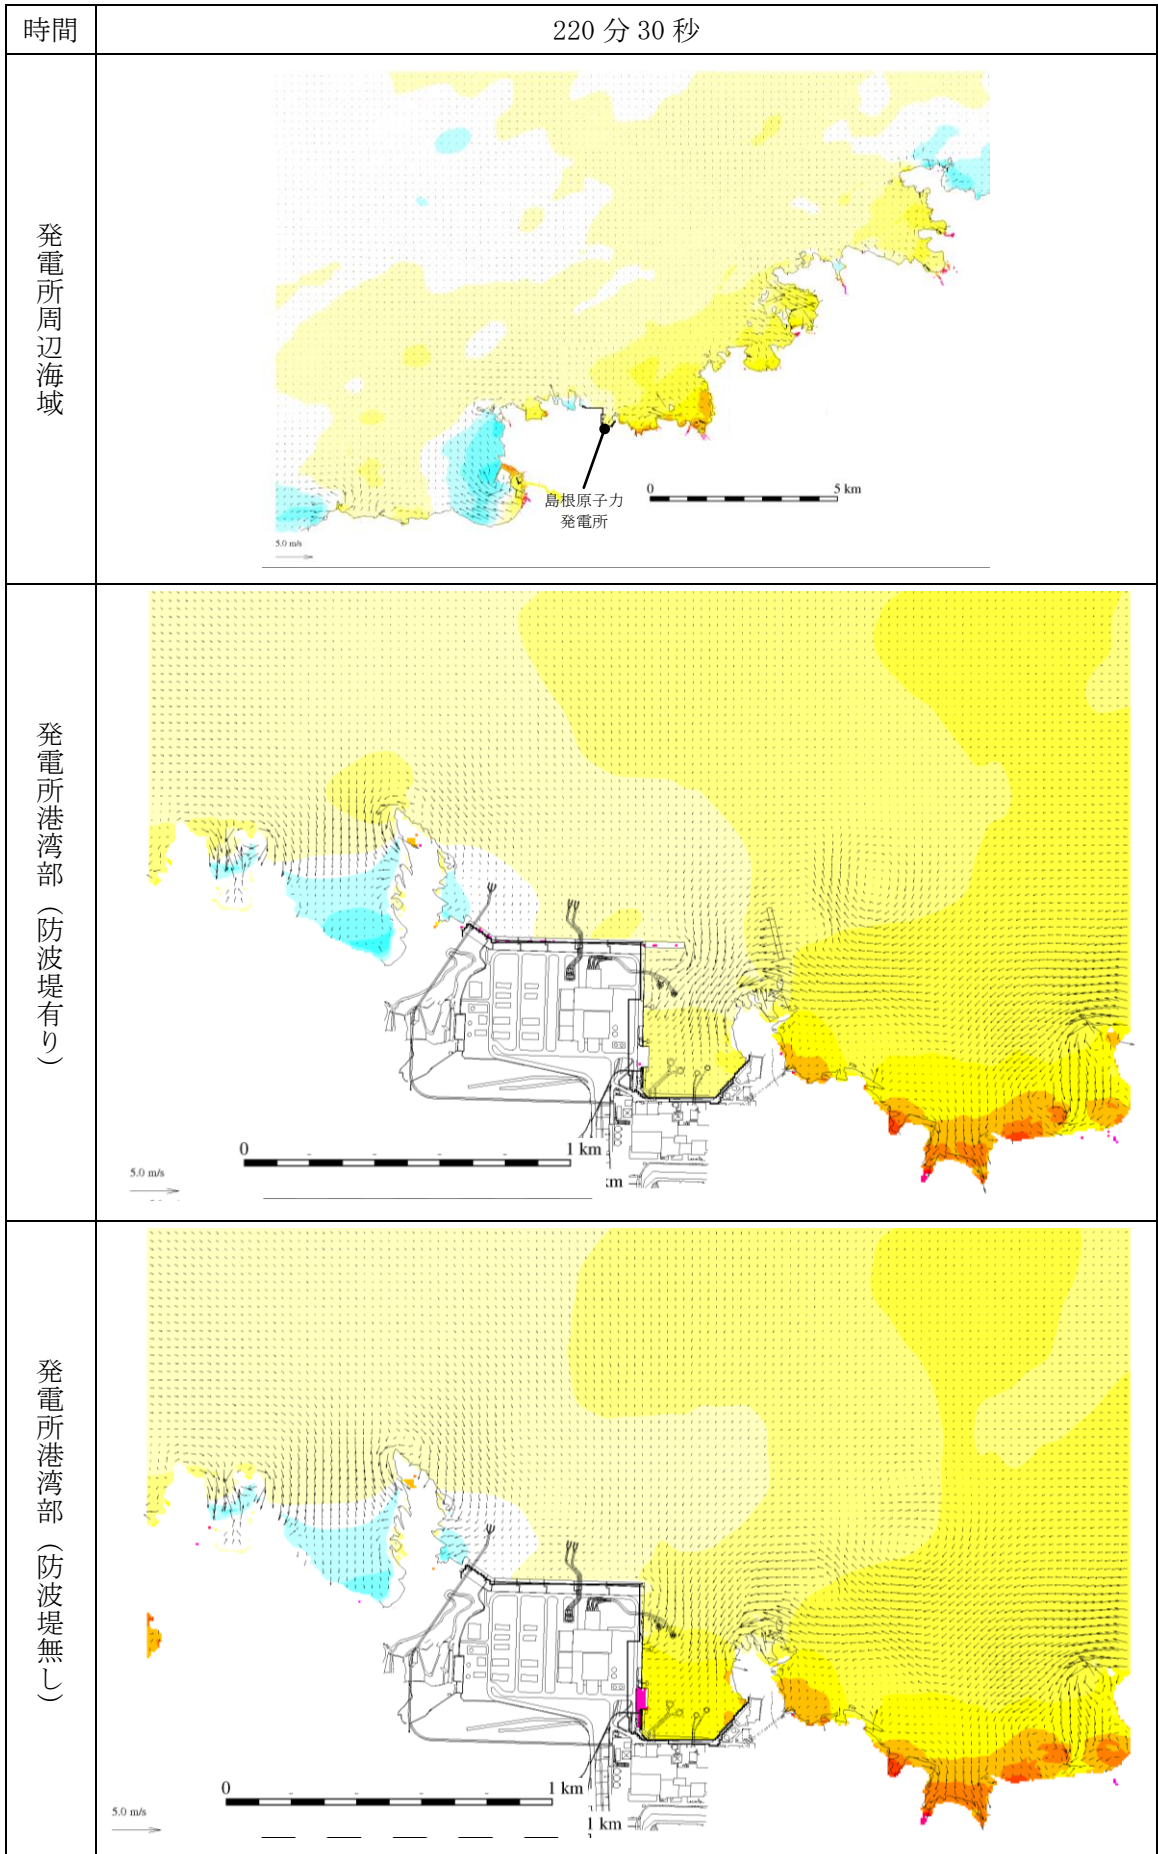 時間
220 分 30 秒
発電所周辺海域
島根原子力
発電所
0 5 km
5.0 m/s
発電所港湾部（防波堤有り）
0 1 km
5.0 m/s
km
発電所港湾部（防波堤無し）
0 1 km
5.0 m/s
1 km